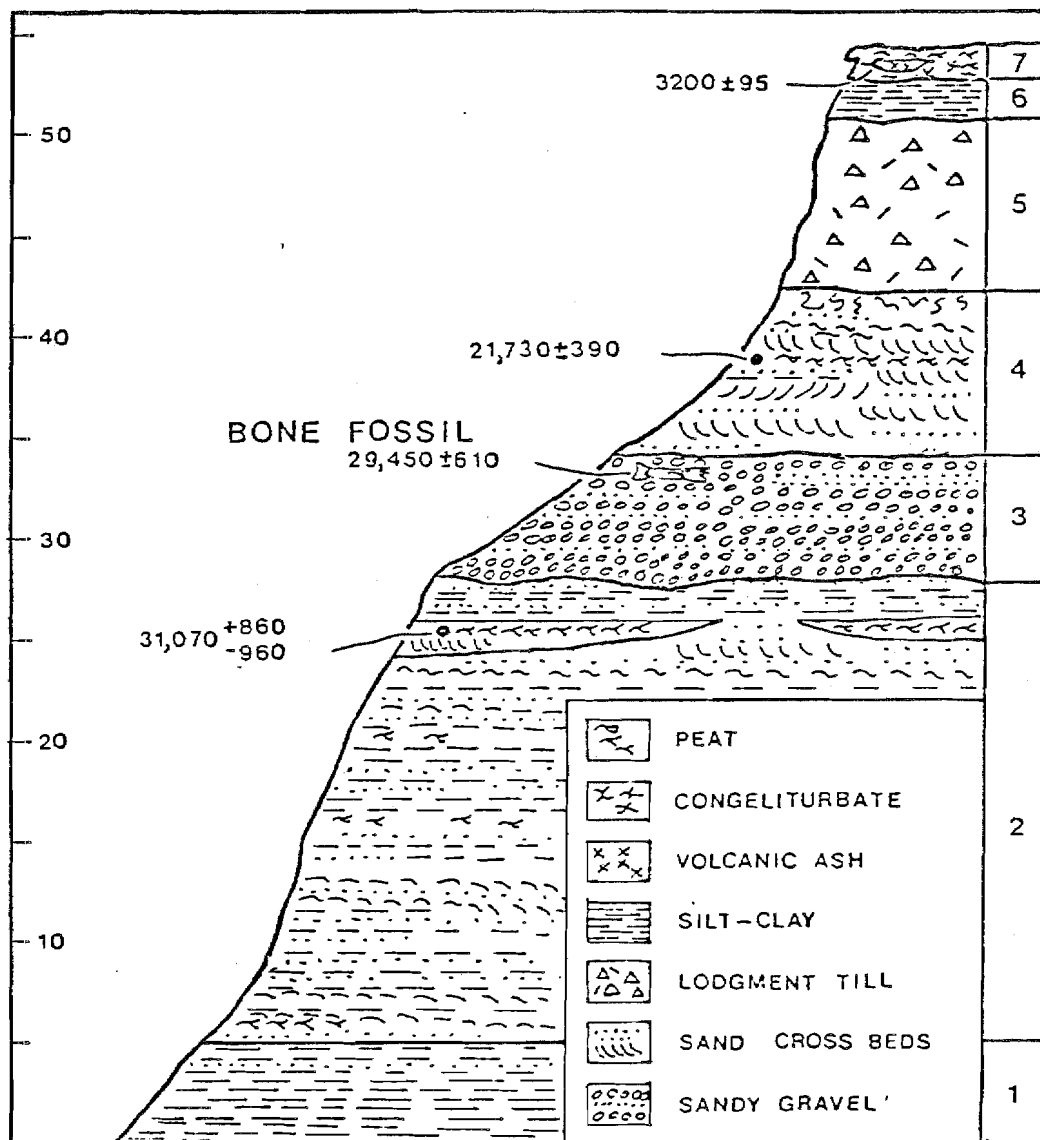 7
3200±95
6
50
5
40
21,730±390
4
BONE FOSSIL
29,450±610
3
30
31,070 +860
-960
20
PEAT
CONGELITURBATE
2
VOLCANIC ASH
SILT-CLAY
10
LODGMENT TILL
SAND CROSS BEDS
1
SANDY GRAVEL